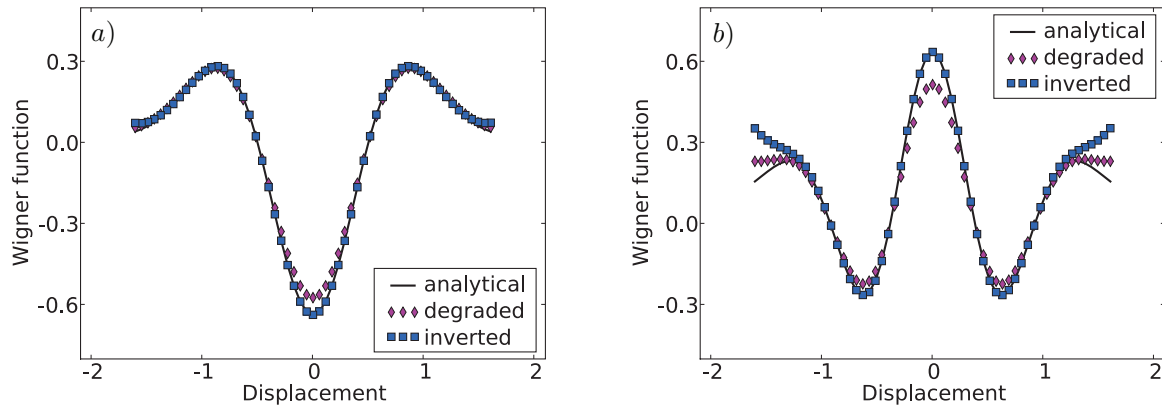 a)
0.3
0.0
-0.3
-0.6
Wigner function
-2
-1
0
1
2
Displacement
analytical
degraded
inverted
b)
0.6
0.3
0.0
-0.3
Wigner function
-2
-1
0
1
2
Displacement
analytical
degraded
inverted